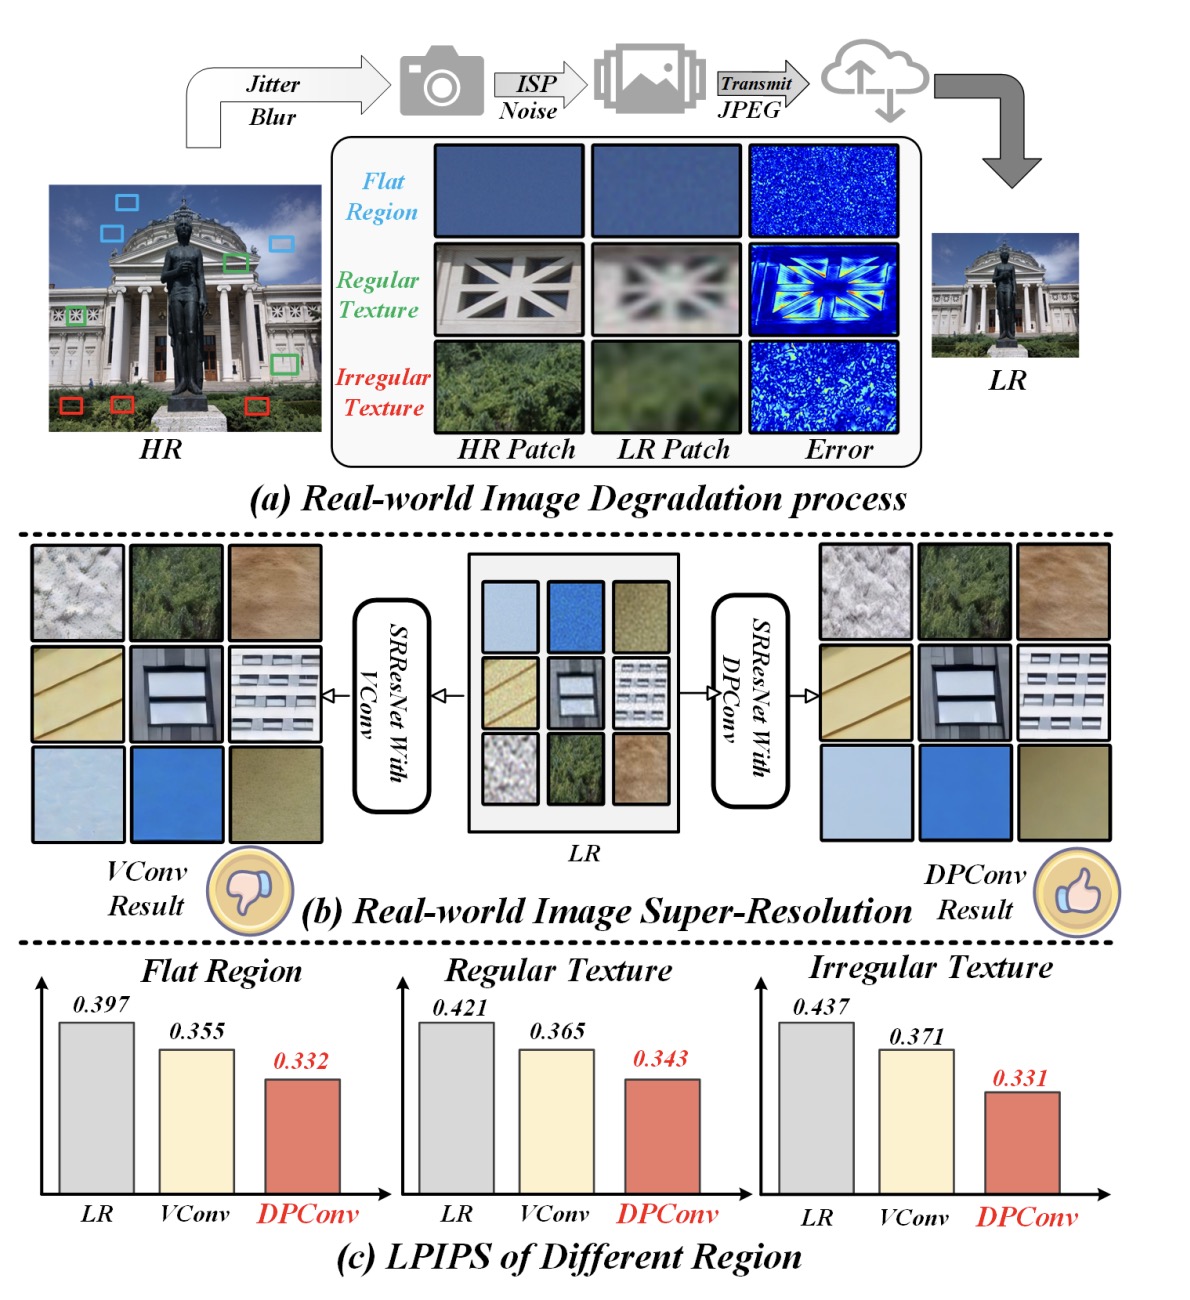 Jitter
Blur
ISP
Noise
Transmit
JPEG
Flat
Region
Regular
Texture
Irregular
Texture
HR Patch
LR Patch
Error
HR
LR
(a) Real-world Image Degradation process
SRResNet With
VConv
SRResNet With
DPConv
LR
VConv
Result
DPConv
Result
(b) Real-world Image Super-Resolution
Flat Region
0.397
0.355
0.332
LR
VConv
DPConv
Regular Texture
0.421
0.365
0.343
LR
VConv
DPConv
Irregular Texture
0.437
0.371
0.331
LR
VConv
DPConv
(c) LPIPS of Different Region